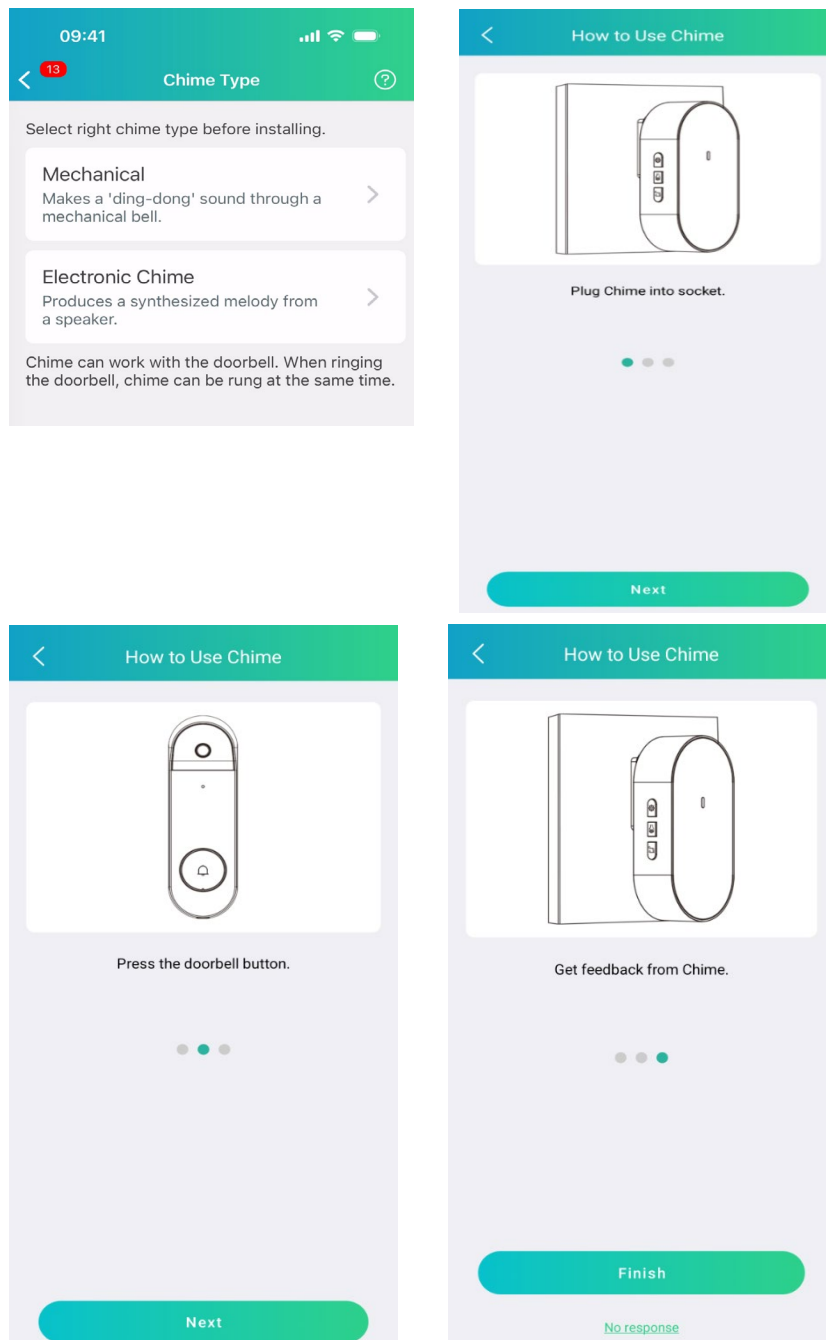 09:41
13
Chime Type
?
Select right chime type before installing.
Mechanical
Makes a 'ding-dong' sound through a
mechanical bell.
Electronic Chime
Produces a synthesized melody from
a speaker.
Chime can work with the doorbell. When ringing
the doorbell, chime can be rung at the same time.
How to Use Chime
Plug Chime into socket.
Next
How to Use Chime
Press the doorbell button.
Next
How to Use Chime
Get feedback from Chime.
Finish
No response